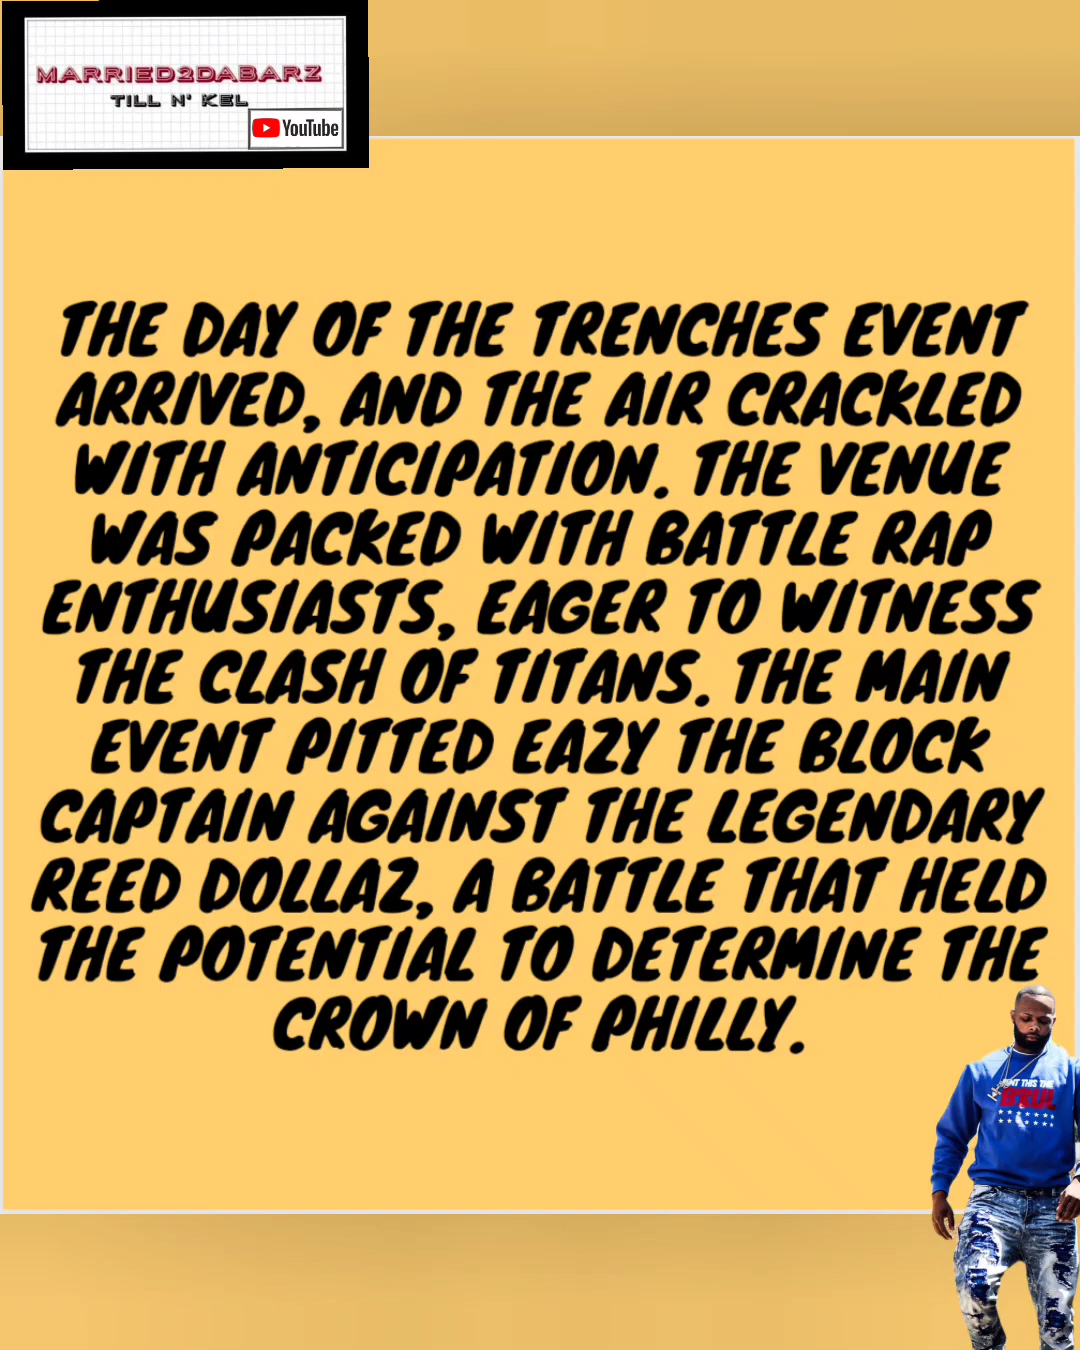 MARRIED2DABARZ
TILL N' KEL
YouTube
THE DAY OF THE TRENCHES EVENT
ARRIVED, AND THE AIR CRACKLED
WITH ANTICIPATION. THE VENUE
WAS PACKED WITH BATTLE RAP
ENTHUSIASTS, EAGER TO WITNESS
THE CLASH OF TITANS. THE MAIN
EVENT PITTED EAZY THE BLOCK
CAPTAIN AGAINST THE LEGENDARY
REED DOLLAZ, A BATTLE THAT HELD
THE POTENTIAL TO DETERMINE THE
CROWN OF PHILLY.
THIS THE